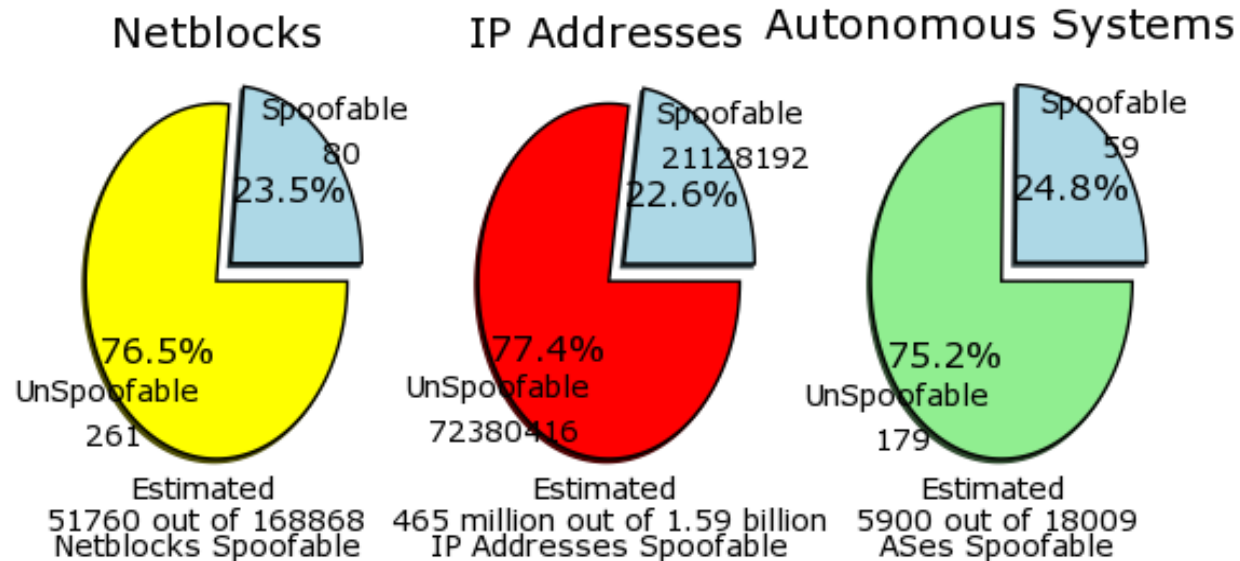 Netblocks
Spoofable
80
23.5%
76.5%
UnSpoofable
261
Estimated
51760 out of 168868
Netblocks Spoofable
IP Addresses
Spoofable
21128192
22.6%
77.4%
UnSpoofable
72380416
Estimated
465 million out of 1.59 billion
IP Addresses Spoofable
Autonomous Systems
Spoofable
59
24.8%
75.2%
UnSpoofable
179
Estimated
5900 out of 18009
ASes Spoofable